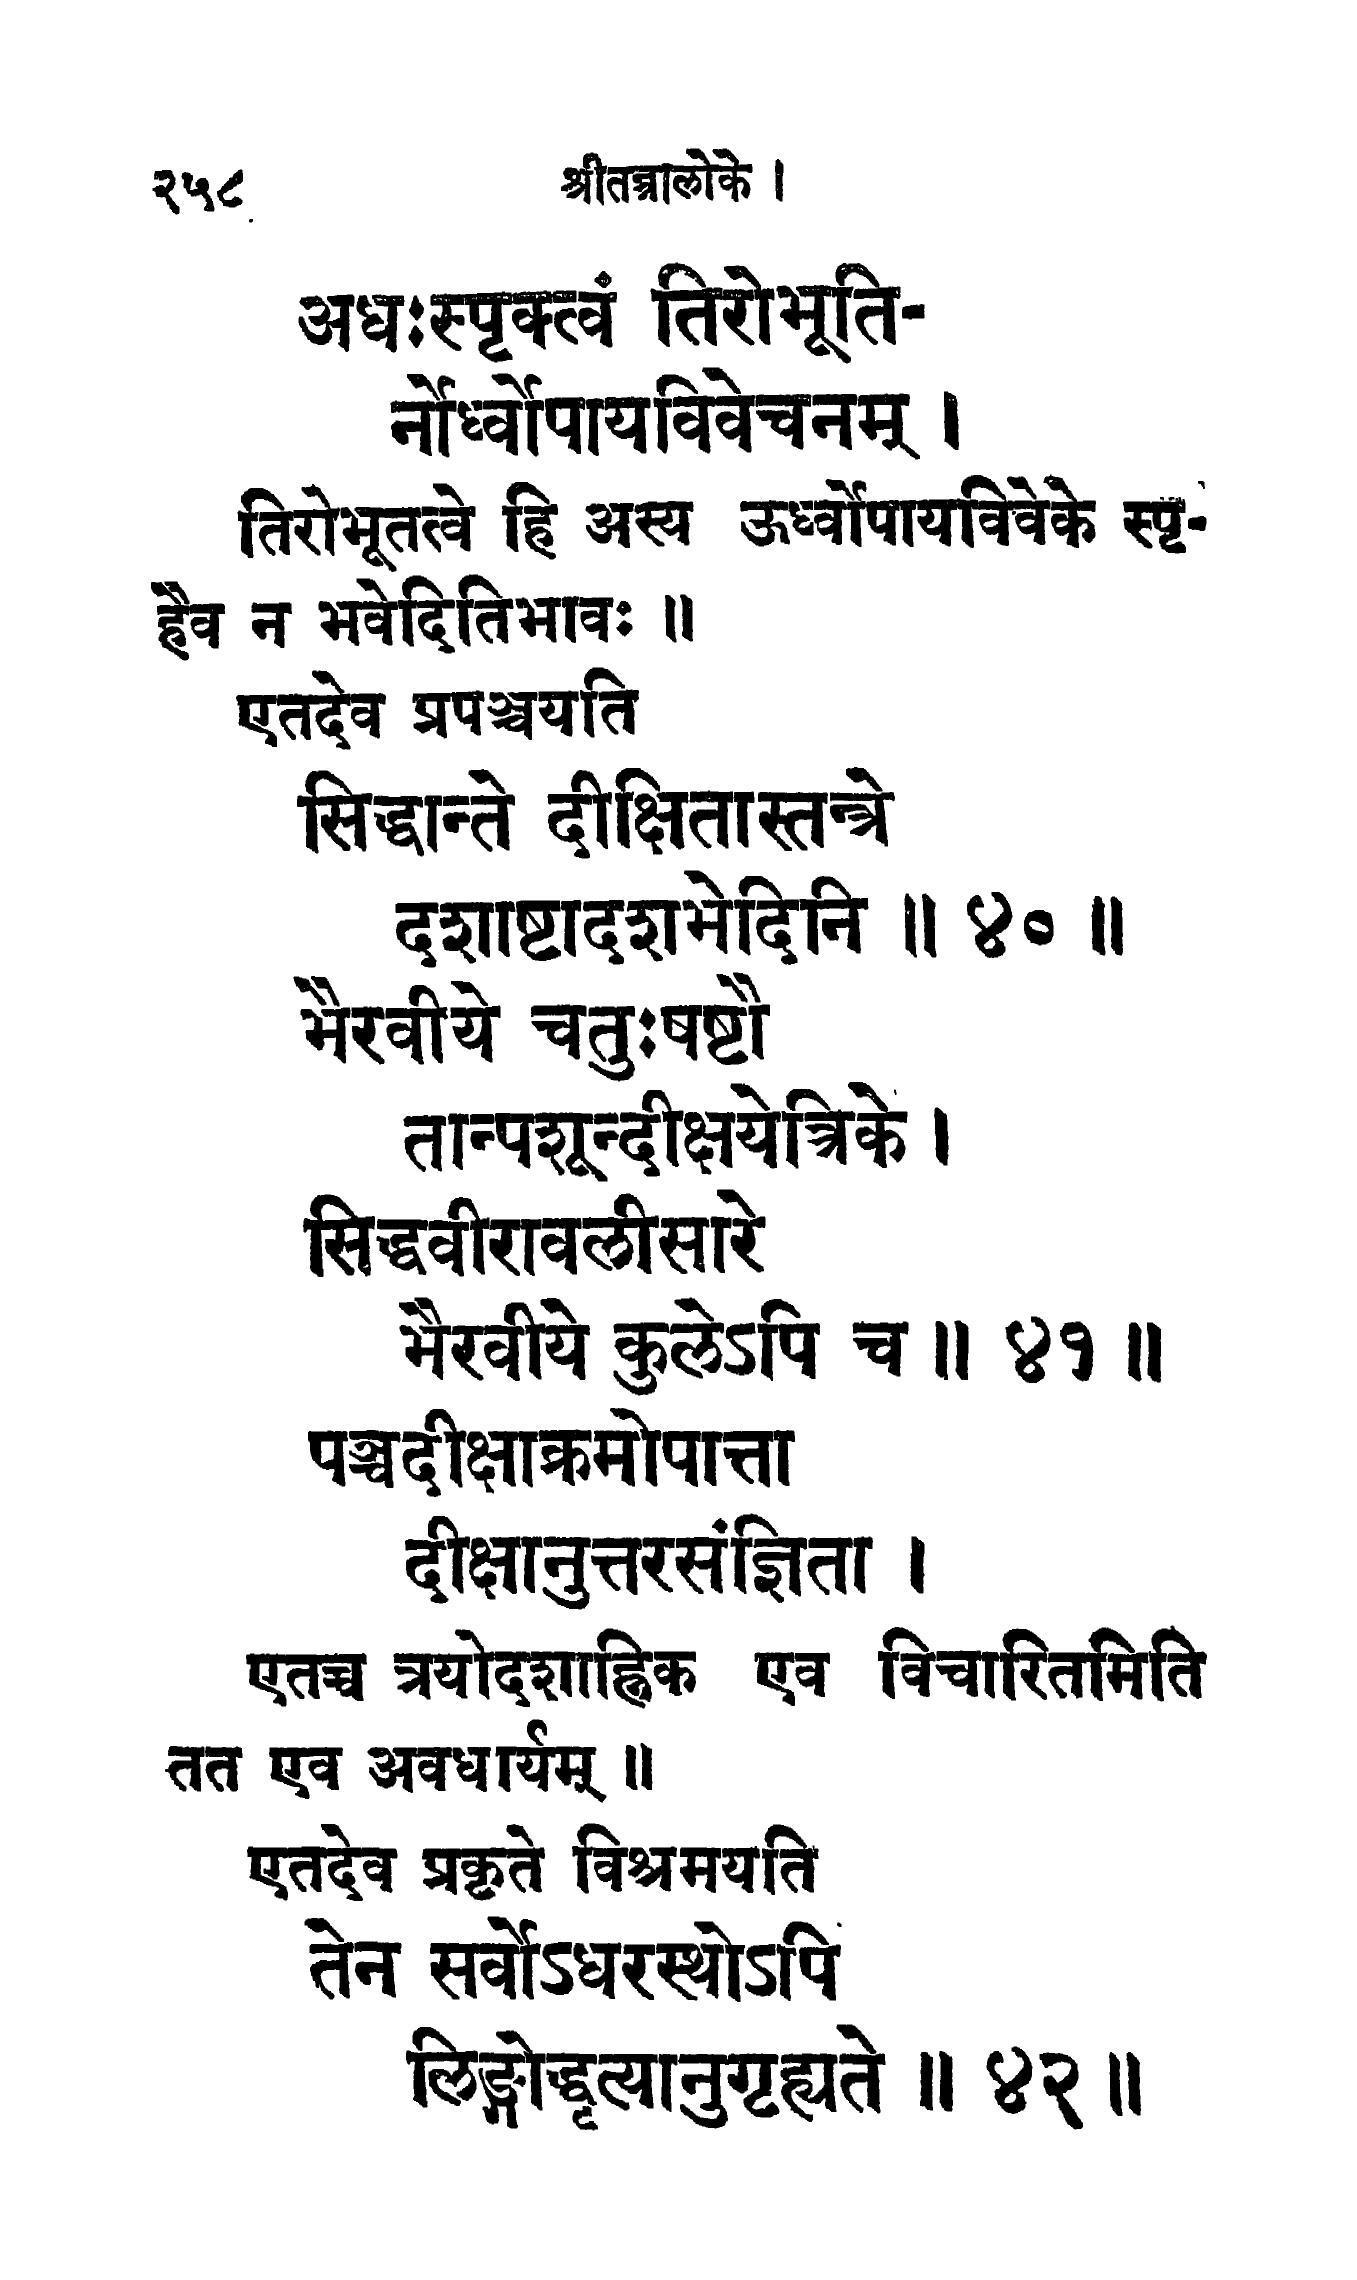 २५८ श्रीतन्त्रालोके ।
अधःस्पृक्त्वं तिरोभूति-
र्नोर्ध्वोपायविवेचनम् ।
तिरोभूतत्वे हि अस्य ऊर्ध्वोपायविवेके स्पृ-
हैव न भवेदितिभावः ॥
एतदेव प्रपञ्चयति
सिद्धान्ते दीक्षितास्तन्त्रे
दशाष्टादशभेदिनि ॥ ४० ॥
भैरवीये चतुःषष्टौ
तान्पशून्दीक्षयेत्त्रिके ।
सिद्धवीरावलीसारे
भैरवीये कुलेऽपि च ॥ ४१ ॥
पञ्चदीक्षाक्रमोपात्ता
दीक्षानुत्तरसंज्ञिता ।
एतच्च त्रयोदशाह्निक एव विचारितमिति
तत एव अवधार्यम् ॥
एतदेव प्रकृते विश्रमयति
तेन सर्वोऽधरस्थोऽपि
लिङ्गोद्धृत्यानुगृह्यते ॥ ४२ ॥